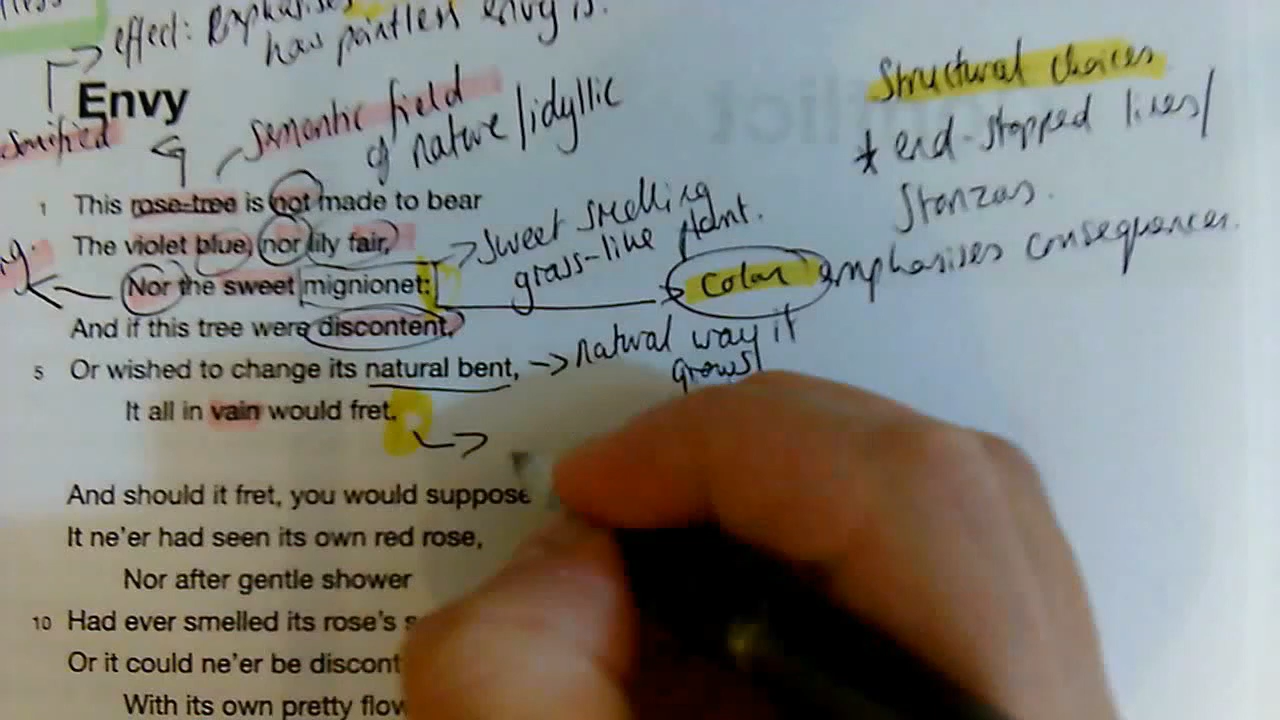 effect: Emphasises
how pointless envy is.
Envy
semantic field
of nature/idyllic
Structural choices
* end-stopped lines/
stanzas.
1 This rose-tree is not made to bear
The violet blue, nor lily fair,
Nor the sweet mignionet:
And if this tree were discontent,
5 Or wished to change its natural bent,
It all in vain would fret.
sweet smelling
grass-like plant.
Colon emphasises consequences.
natural way it
grows
And should it fret, you would suppose
It ne'er had seen its own red rose,
Nor after gentle shower
10 Had ever smelled its rose's s
Or it could ne'er be discont
With its own pretty flow